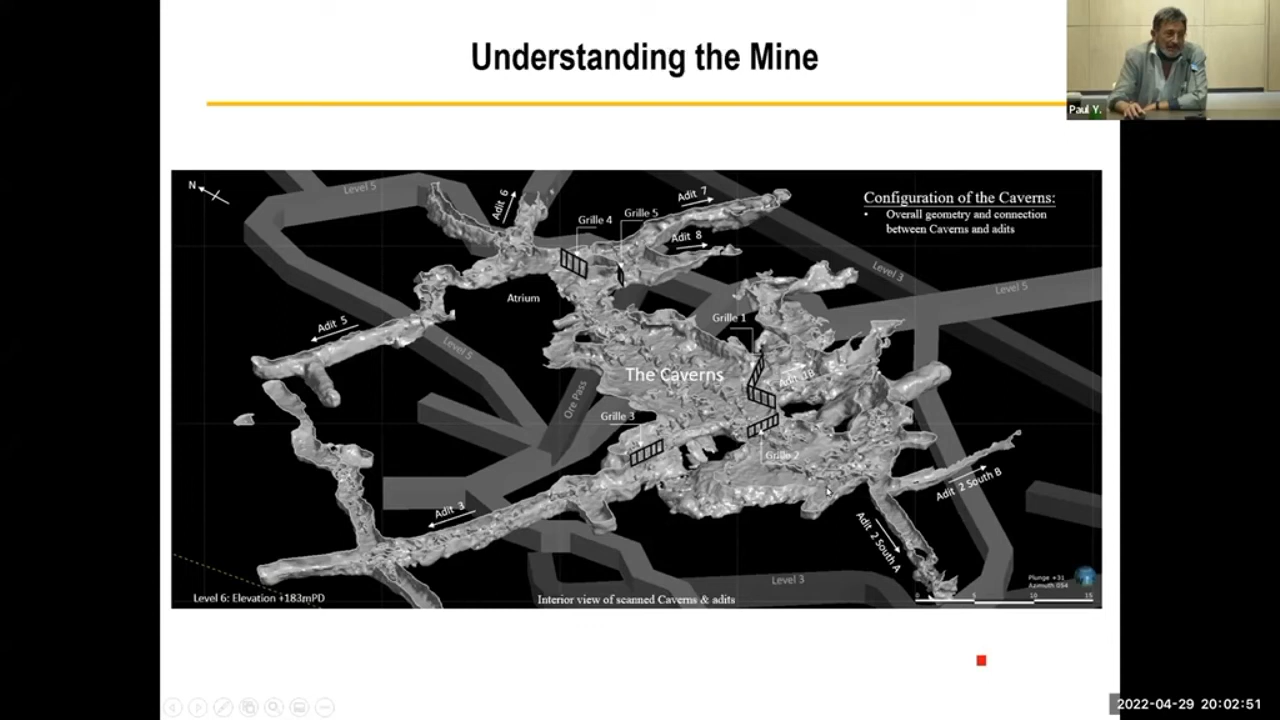 Understanding the Mine
Paul Y.
N
Level 5
Adit 6
Grille 4
Grille 5
Adit 7
Adit 8
Configuration of the Caverns:
• Overall geometry and connection
between Caverns and adits
Level 3
Level 5
Atrium
Adit 5
Level 5
Grille 1
The Caverns
Adit 1B
Ore Pass
Grille 3
Grille 2
Adit 2 South B
Adit 3
Adit 2 South A
Level 3
Plunge +31
Azimuth 054
0 5 10 15
Level 6: Elevation +183mPD
Interior view of scanned Caverns & adits
2022-04-29 20:02:51